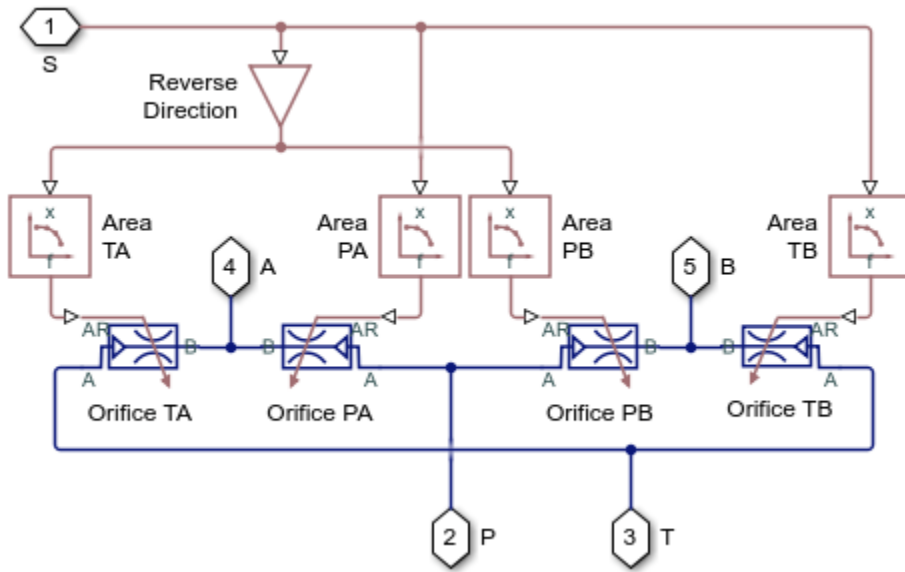 1
S
Reverse
Direction
x
f
Area
TA
Area
PA
x
f
x
f
Area
PB
Area
TB
x
f
4
A
5
B
AR
B
B
AR
AR
B
B
AR
A
A
A
A
Orifice TA
Orifice PA
Orifice PB
Orifice TB
2
P
3
T